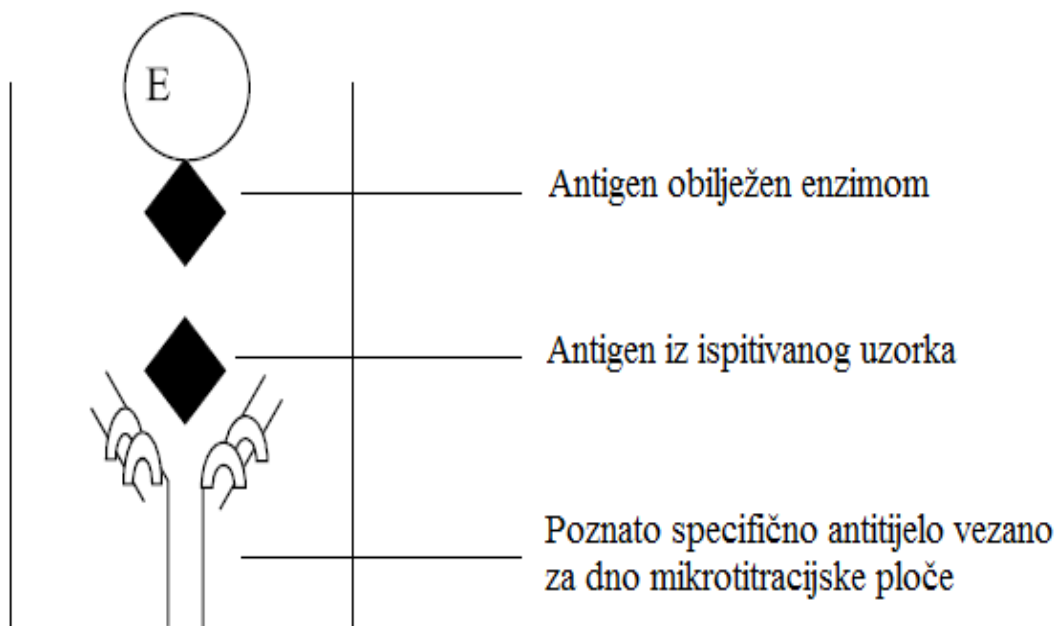 E
Antigen obilježen enzimom
Antigen iz ispitivanog uzorka
Poznato specifično antitijelo vezano
za dno mikrotitracijske ploče